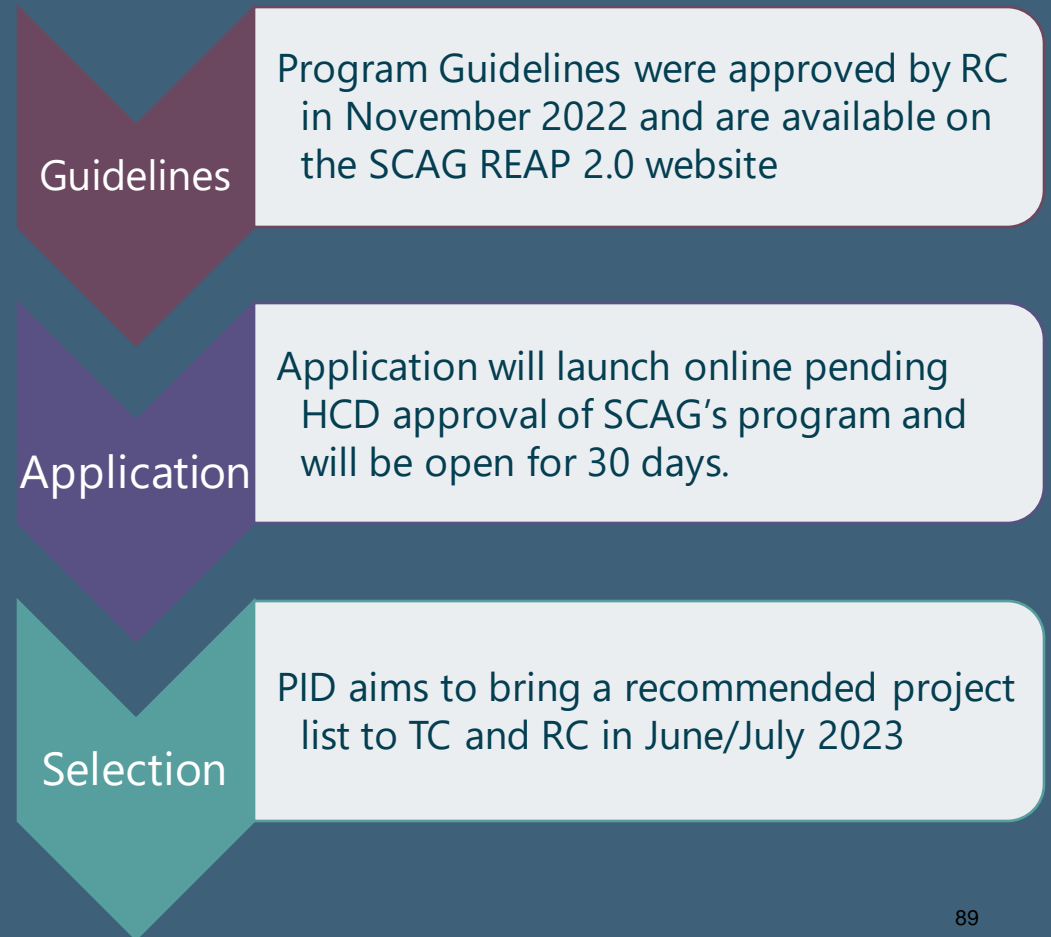 Guidelines
Program Guidelines were approved by RC
in November 2022 and are available on
the SCAG REAP 2.0 website
Application
Application will launch online pending
HCD approval of SCAG’s program and
will be open for 30 days.
Selection
PID aims to bring a recommended project
list to TC and RC in June/July 2023
89